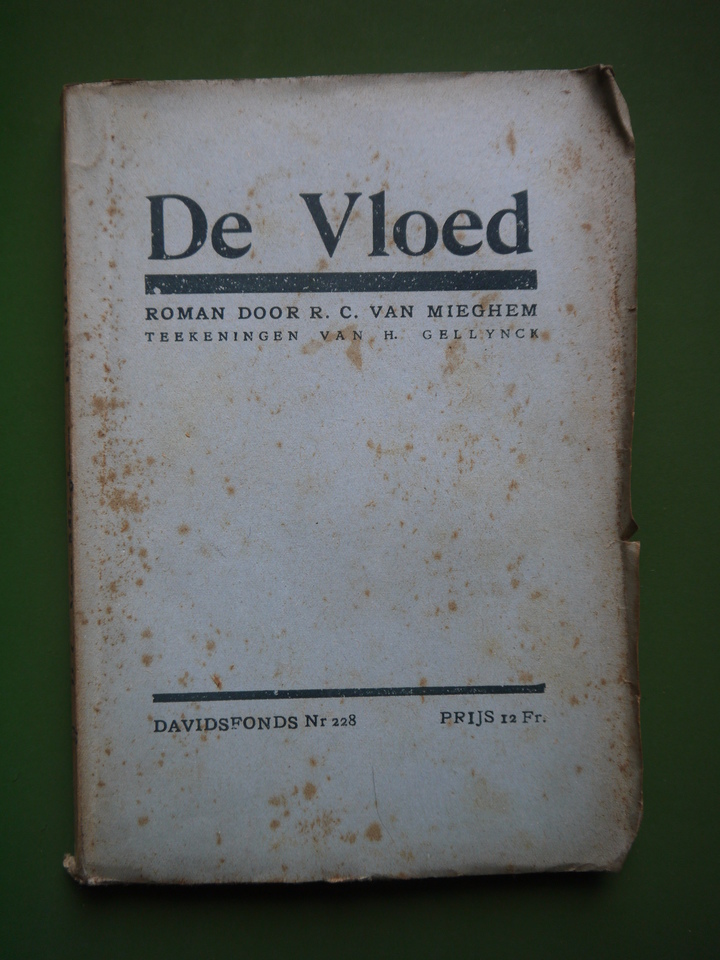 De Vloed
ROMAN DOOR R. C. VAN MIEGHEM
TEEKENINGEN VAN H. GELLYNCK
DAVIDSFONDS Nr 228 PRIJS 12 Fr.